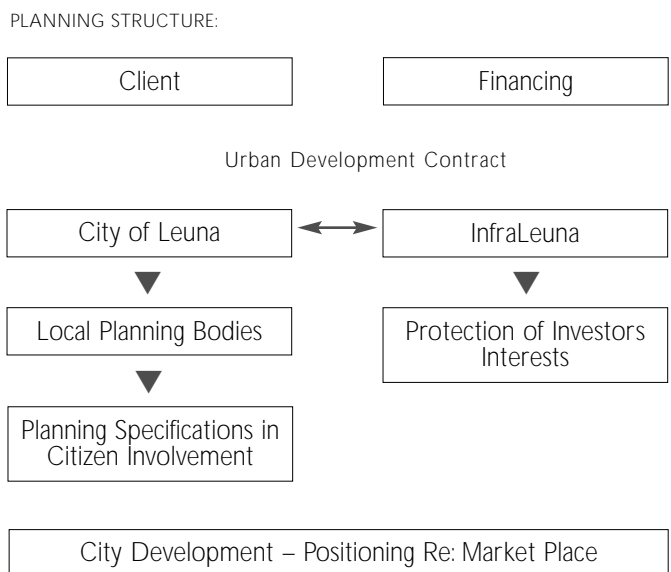 PLANNING STRUCTURE:
Client
Financing
Urban Development Contract
City of Leuna
InfraLeuna
Local Planning Bodies
Protection of Investors
Interests
Planning Specifications in
Citizen Involvement
City Development – Positioning Re: Market Place